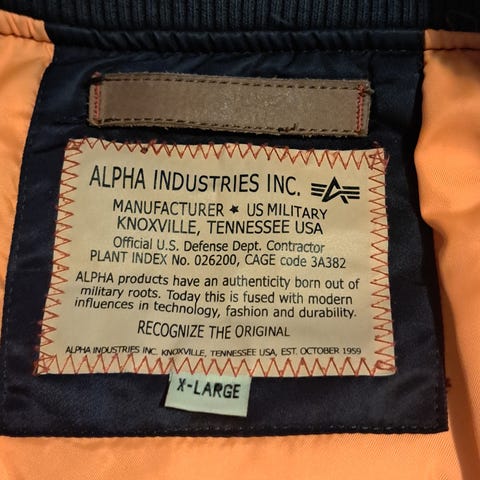 ALPHA INDUSTRIES INC.
MANUFACTURER ★ US MILITARY
KNOXVILLE, TENNESSEE USA
Official U.S. Defense Dept. Contractor
PLANT INDEX No. 026200, CAGE code 3A382
ALPHA products have an authenticity born out of
military roots. Today this is fused with modern
influences in technology, fashion and durability.
RECOGNIZE THE ORIGINAL
ALPHA INDUSTRIES INC. KNOXVILLE, TENNESSEE USA, EST. OCTOBER 1959
X-LARGE